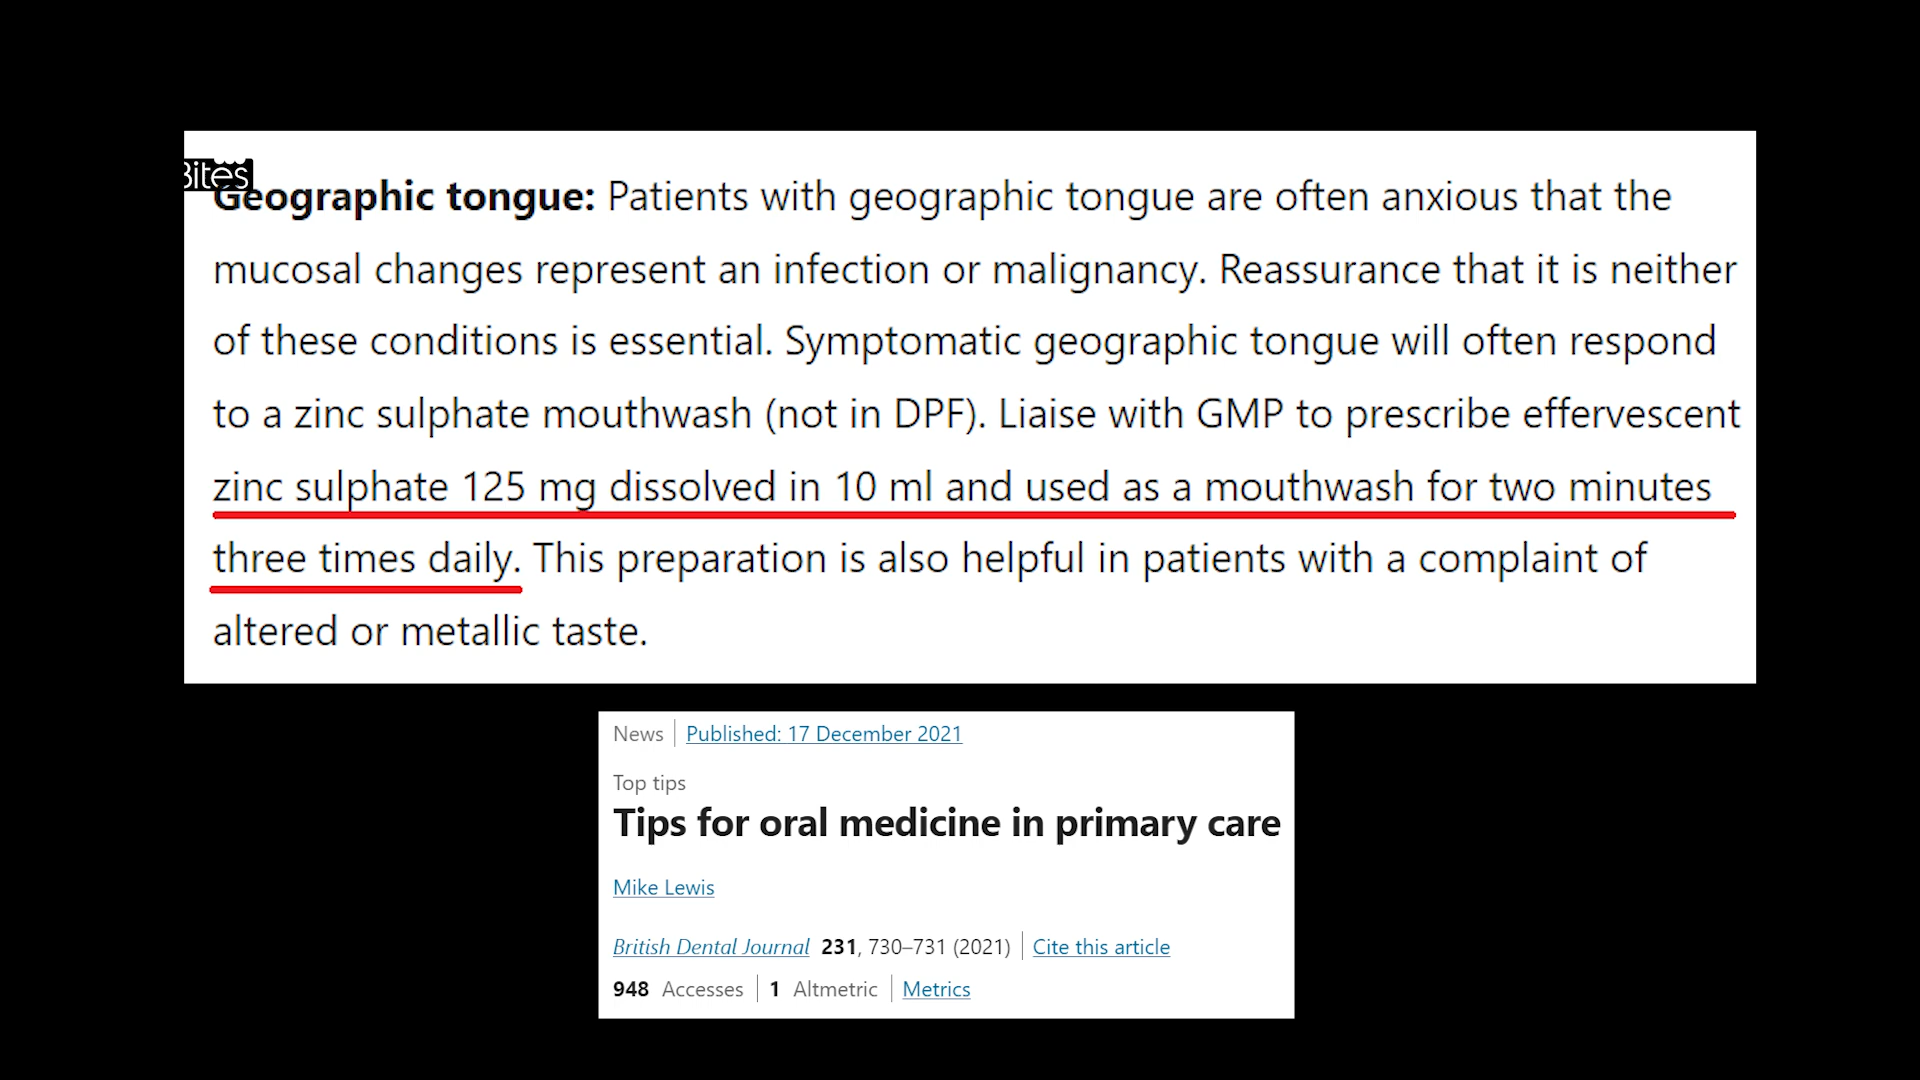 Bites
Geographic tongue: Patients with geographic tongue are often anxious that the
mucosal changes represent an infection or malignancy. Reassurance that it is neither
of these conditions is essential. Symptomatic geographic tongue will often respond
to a zinc sulphate mouthwash (not in DPF). Liaise with GMP to prescribe effervescent
zinc sulphate 125 mg dissolved in 10 ml and used as a mouthwash for two minutes
three times daily. This preparation is also helpful in patients with a complaint of
altered or metallic taste.
News Published: 17 December 2021
Top tips
Tips for oral medicine in primary care
Mike Lewis
British Dental Journal 231, 730–731 (2021) Cite this article
948 Accesses 1 Altmetric Metrics